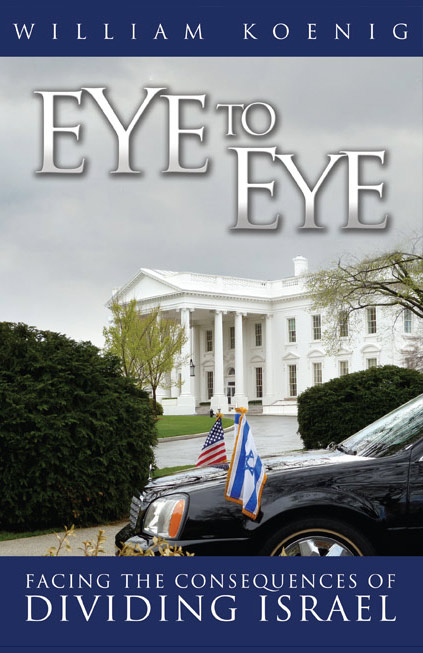 WILLIAM KOENIG
EYE TO
EYE
FACING THE CONSEQUENCES OF
DIVIDING ISRAEL